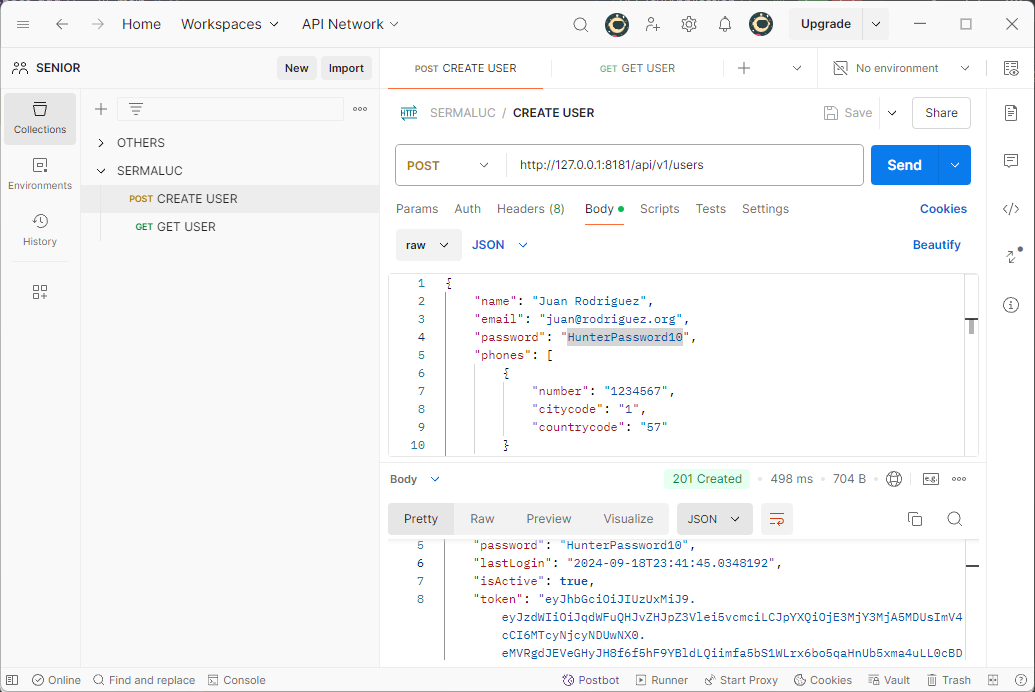 Home
Workspaces
API Network
Upgrade
SENIOR
New
Import
POST CREATE USER
GET GET USER
No environment
Collections
Environments
History
OTHERS
SERMALUC
POST CREATE USER
GET GET USER
HTTP SERMALUC / CREATE USER
Save
Share
POST
http://127.0.0.1:8181/api/v1/users
Send
Params Auth Headers (8) Body Scripts Tests Settings
Cookies
raw
JSON
Beautify
1 {
2 "name": "Juan Rodriguez",
3 "email": "juan@rodriguez.org",
4 "password": "HunterPassword10",
5 "phones": [
6 {
7 "number": "1234567",
8 "citycode": "1",
9 "countrycode": "57"
10 }
Body
201 Created
498 ms
704 B
e.g.
Pretty Raw Preview Visualize
JSON
5 "password": "HunterPassword10",
6 "lastLogin": "2024-09-18T23:41:45.0348192",
7 "isActive": true,
8 "token": "eyJhbGciOiJIUzUxMiJ9.
eyJzdWIiOiJqdWFuQHJvZHJpZ3Vlei5vcmciLCJpYXQiOjE3MjY3MjA5MDUsImV4
cCI6MTcyNjcyNDUwNX0.
eMVRgdJEVeGHyJH8f6f5hF9YBldLQiimfa5bS1WLrx6bo5qaHnUb5xma4uLL0cBD
Online
Find and replace
Console
Postbot
Runner
Start Proxy
Cookies
Vault
Trash